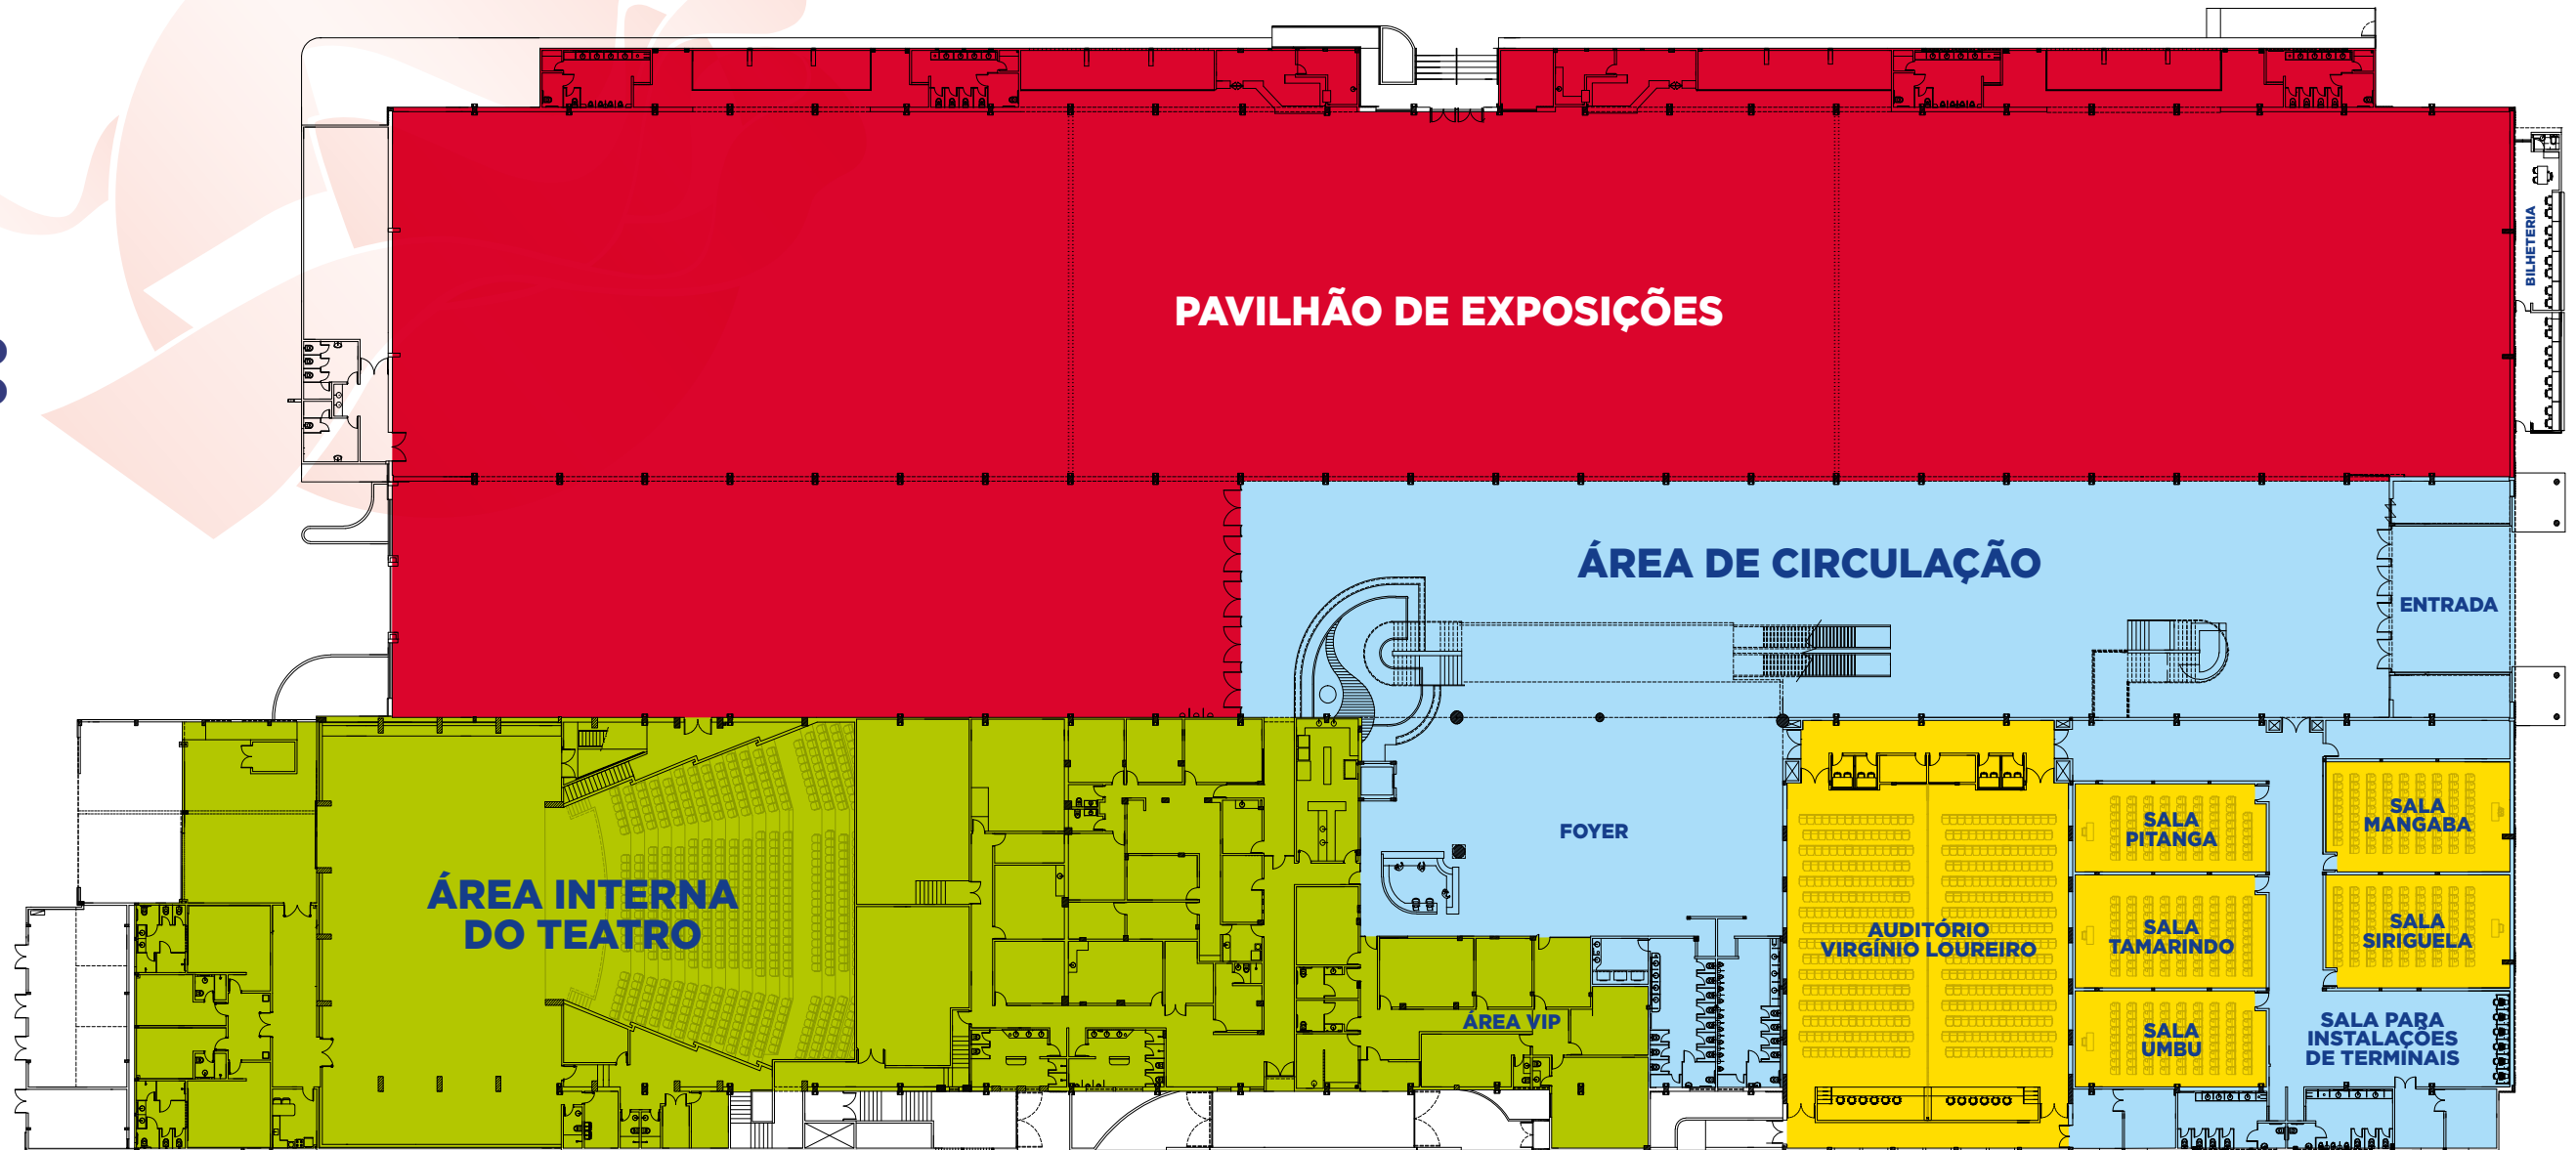 PAVILHÃO DE EXPOSIÇÕES
BILHETERIA
ÁREA DE CIRCULAÇÃO
ENTRADA
FOYER
ÁREA INTERNA
DO TEATRO
ÁREA VIP
AUDITÓRIO
VIRGÍNIO LOUREIRO
SALA
PITANGA
SALA
TAMARINDO
SALA
UMBU
SALA
MANGABA
SALA
SIRIGUELA
SALA PARA
INSTALAÇÕES
DE TERMINAIS